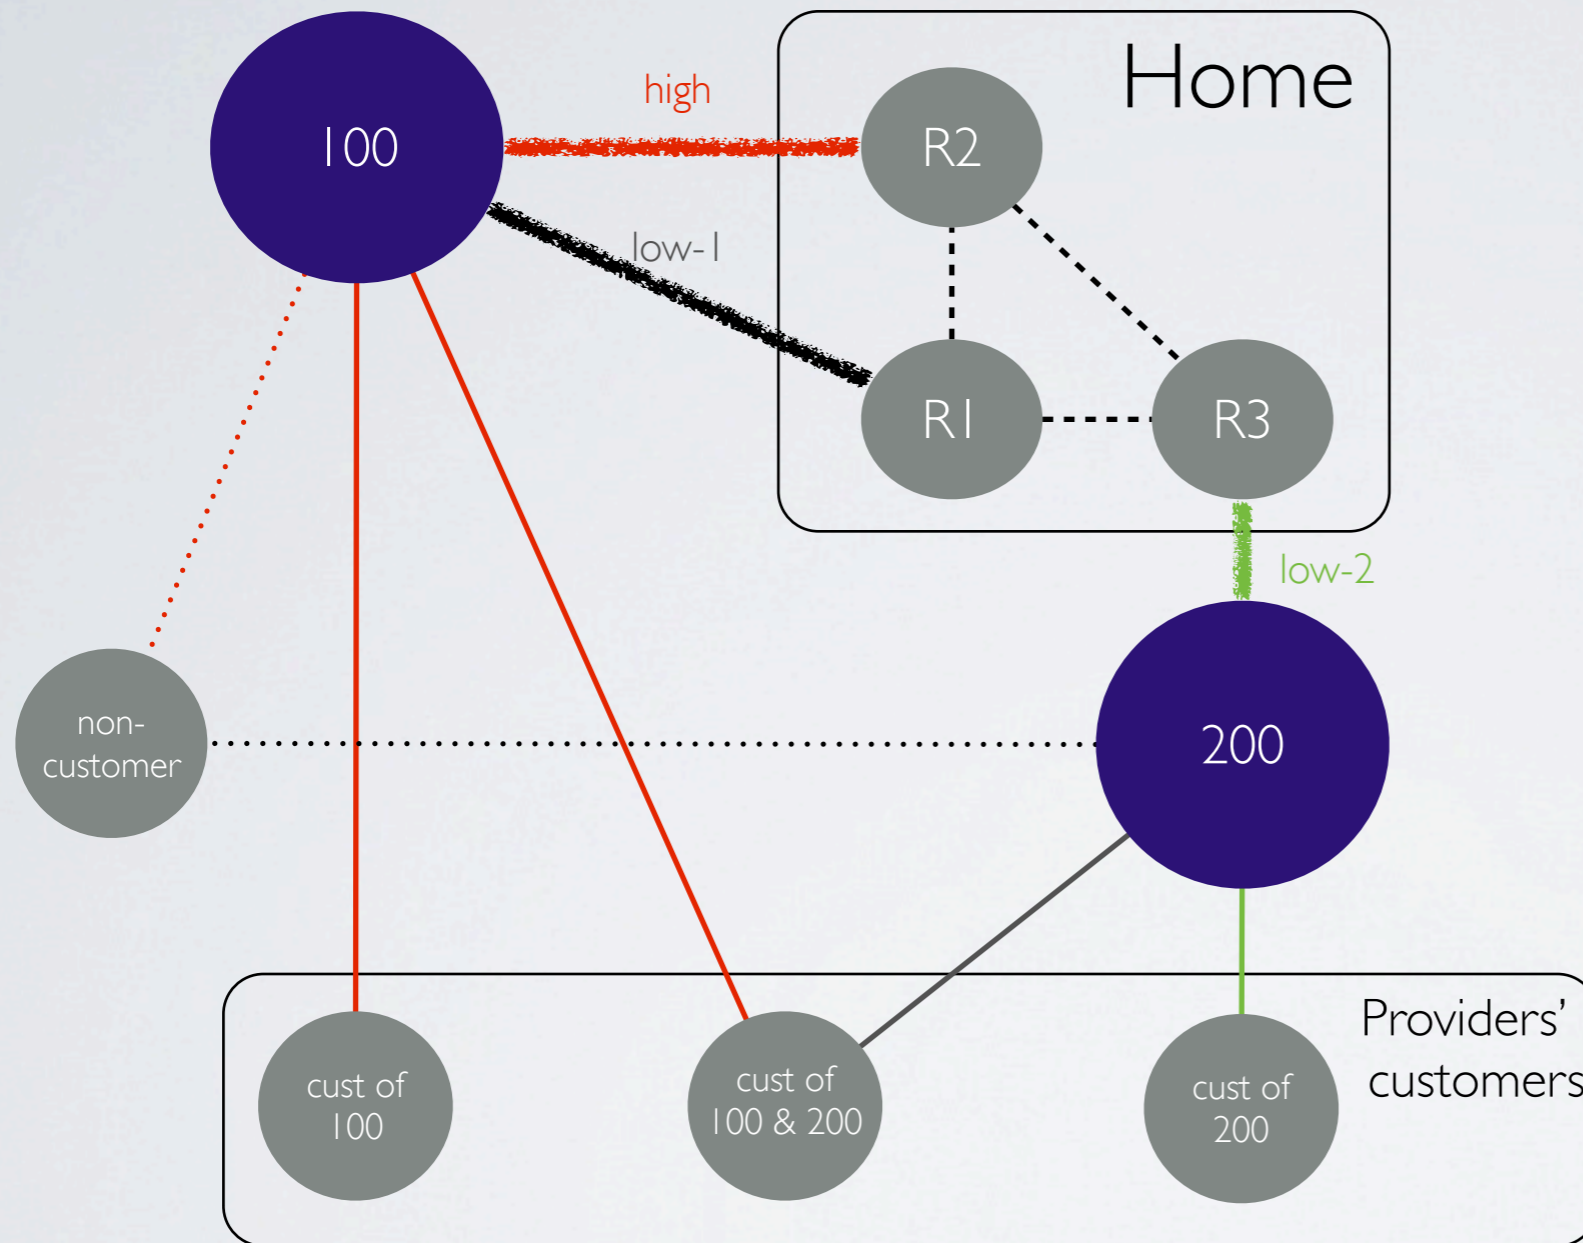 Home
high
100
R2
low-1
R1
R3
low-2
non-
customer
200
Providers'
customers
cust of
100
cust of
100 & 200
cust of
200